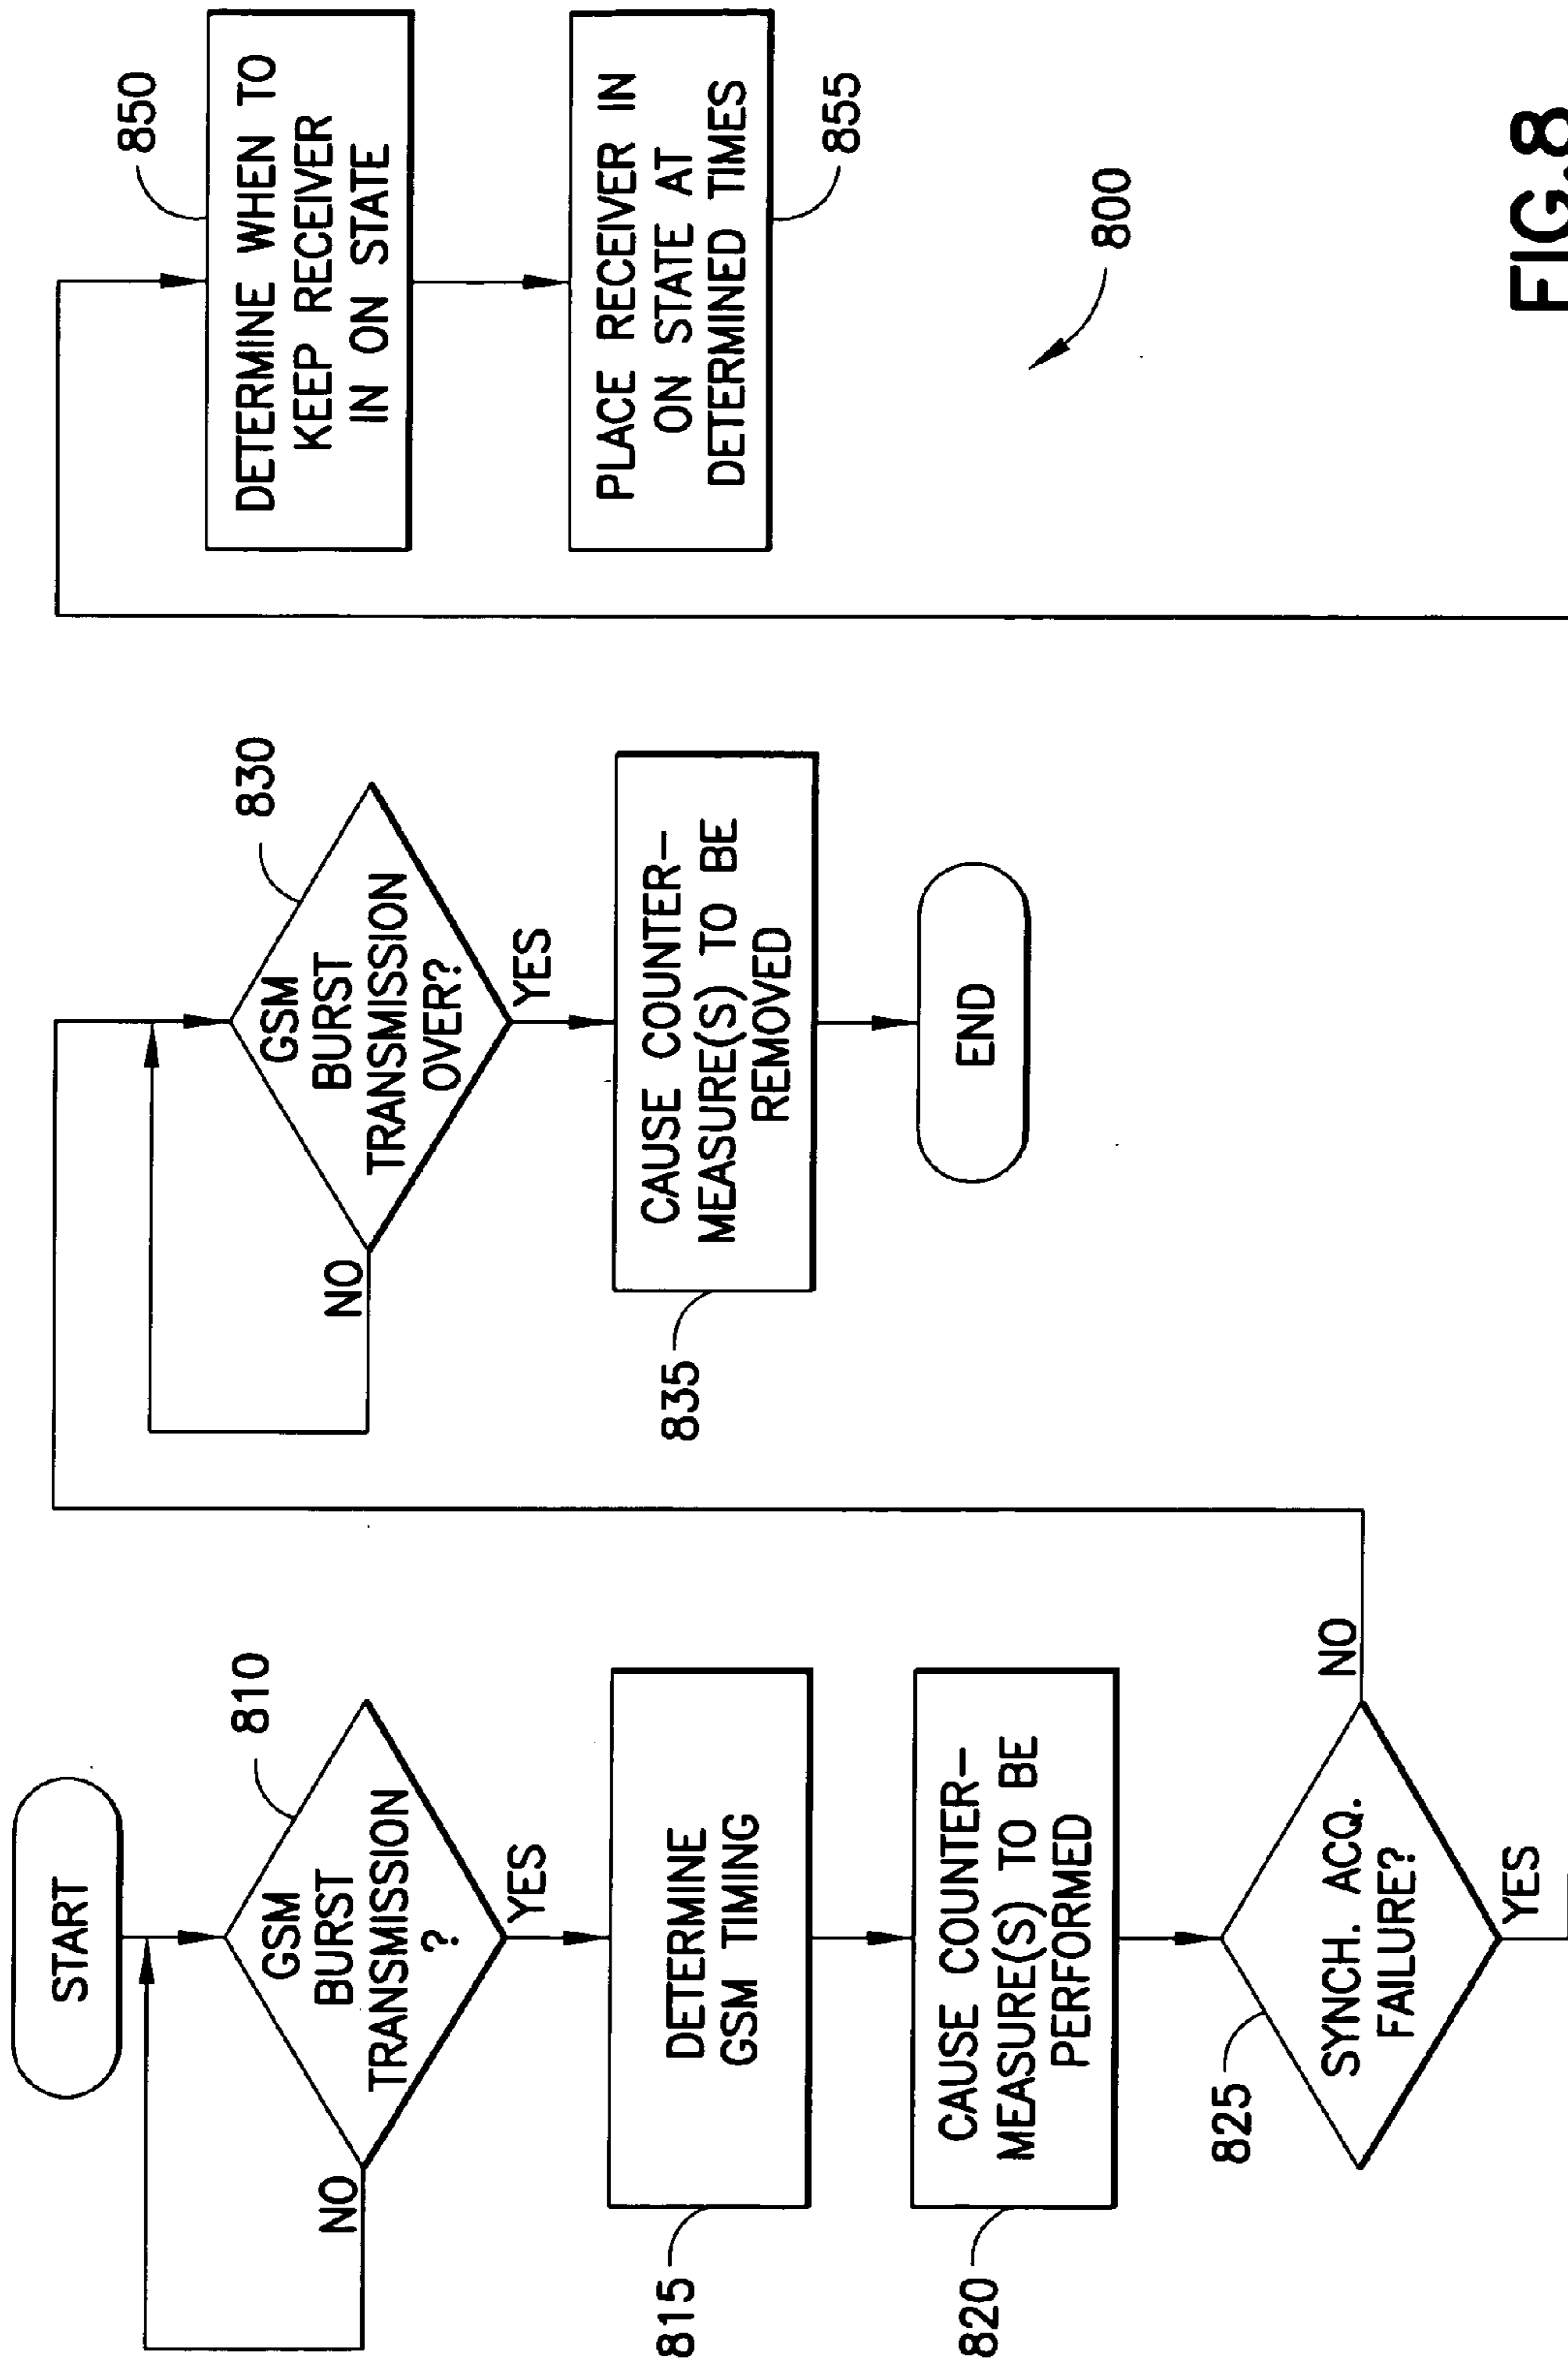 START
810
GSM
BURST
TRANSMISSION
?
NO
YES
815
DETERMINE
GSM TIMING
820
CAUSE COUNTER-
MEASURE(S) TO BE
PERFORMED
825
SYNCH. ACQ.
FAILURE?
NO
YES
830
GSM
BURST
TRANSMISSION
OVER?
NO
YES
835
CAUSE COUNTER-
MEASURE(S) TO BE
REMOVED
END
850
DETERMINE WHEN TO
KEEP RECEIVER
IN ON STATE
PLACE RECEIVER IN
ON STATE AT
DETERMINED TIMES
855
800
FIG.8